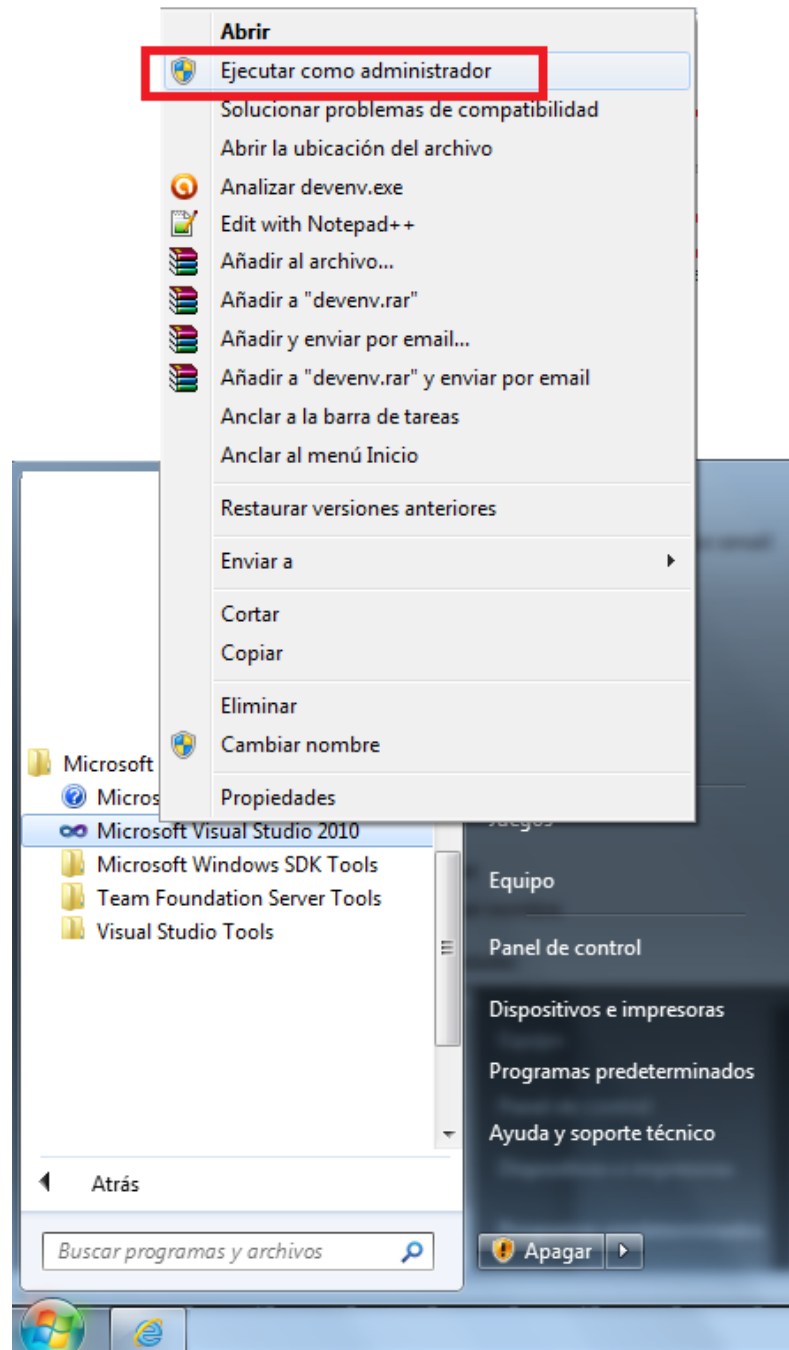 Abrir
Ejecutar como administrador
Solucionar problemas de compatibilidad
Abrir la ubicación del archivo
Analizar devenv.exe
Edit with Notepad++
Añadir al archivo...
Añadir a "devenv.rar"
Añadir y enviar por email...
Añadir a "devenv.rar" y enviar por email
Anclar a la barra de tareas
Anclar al menú Inicio
Restaurar versiones anteriores
Enviar a
Cortar
Copiar
Eliminar
Cambiar nombre
Propiedades
Microsoft
Micros
Microsoft Visual Studio 2010
Microsoft Windows SDK Tools
Team Foundation Server Tools
Visual Studio Tools
Atrás
Buscar programas y archivos
Juegos
Equipo
Panel de control
Dispositivos e impresoras
Programas predeterminados
Ayuda y soporte técnico
Apagar